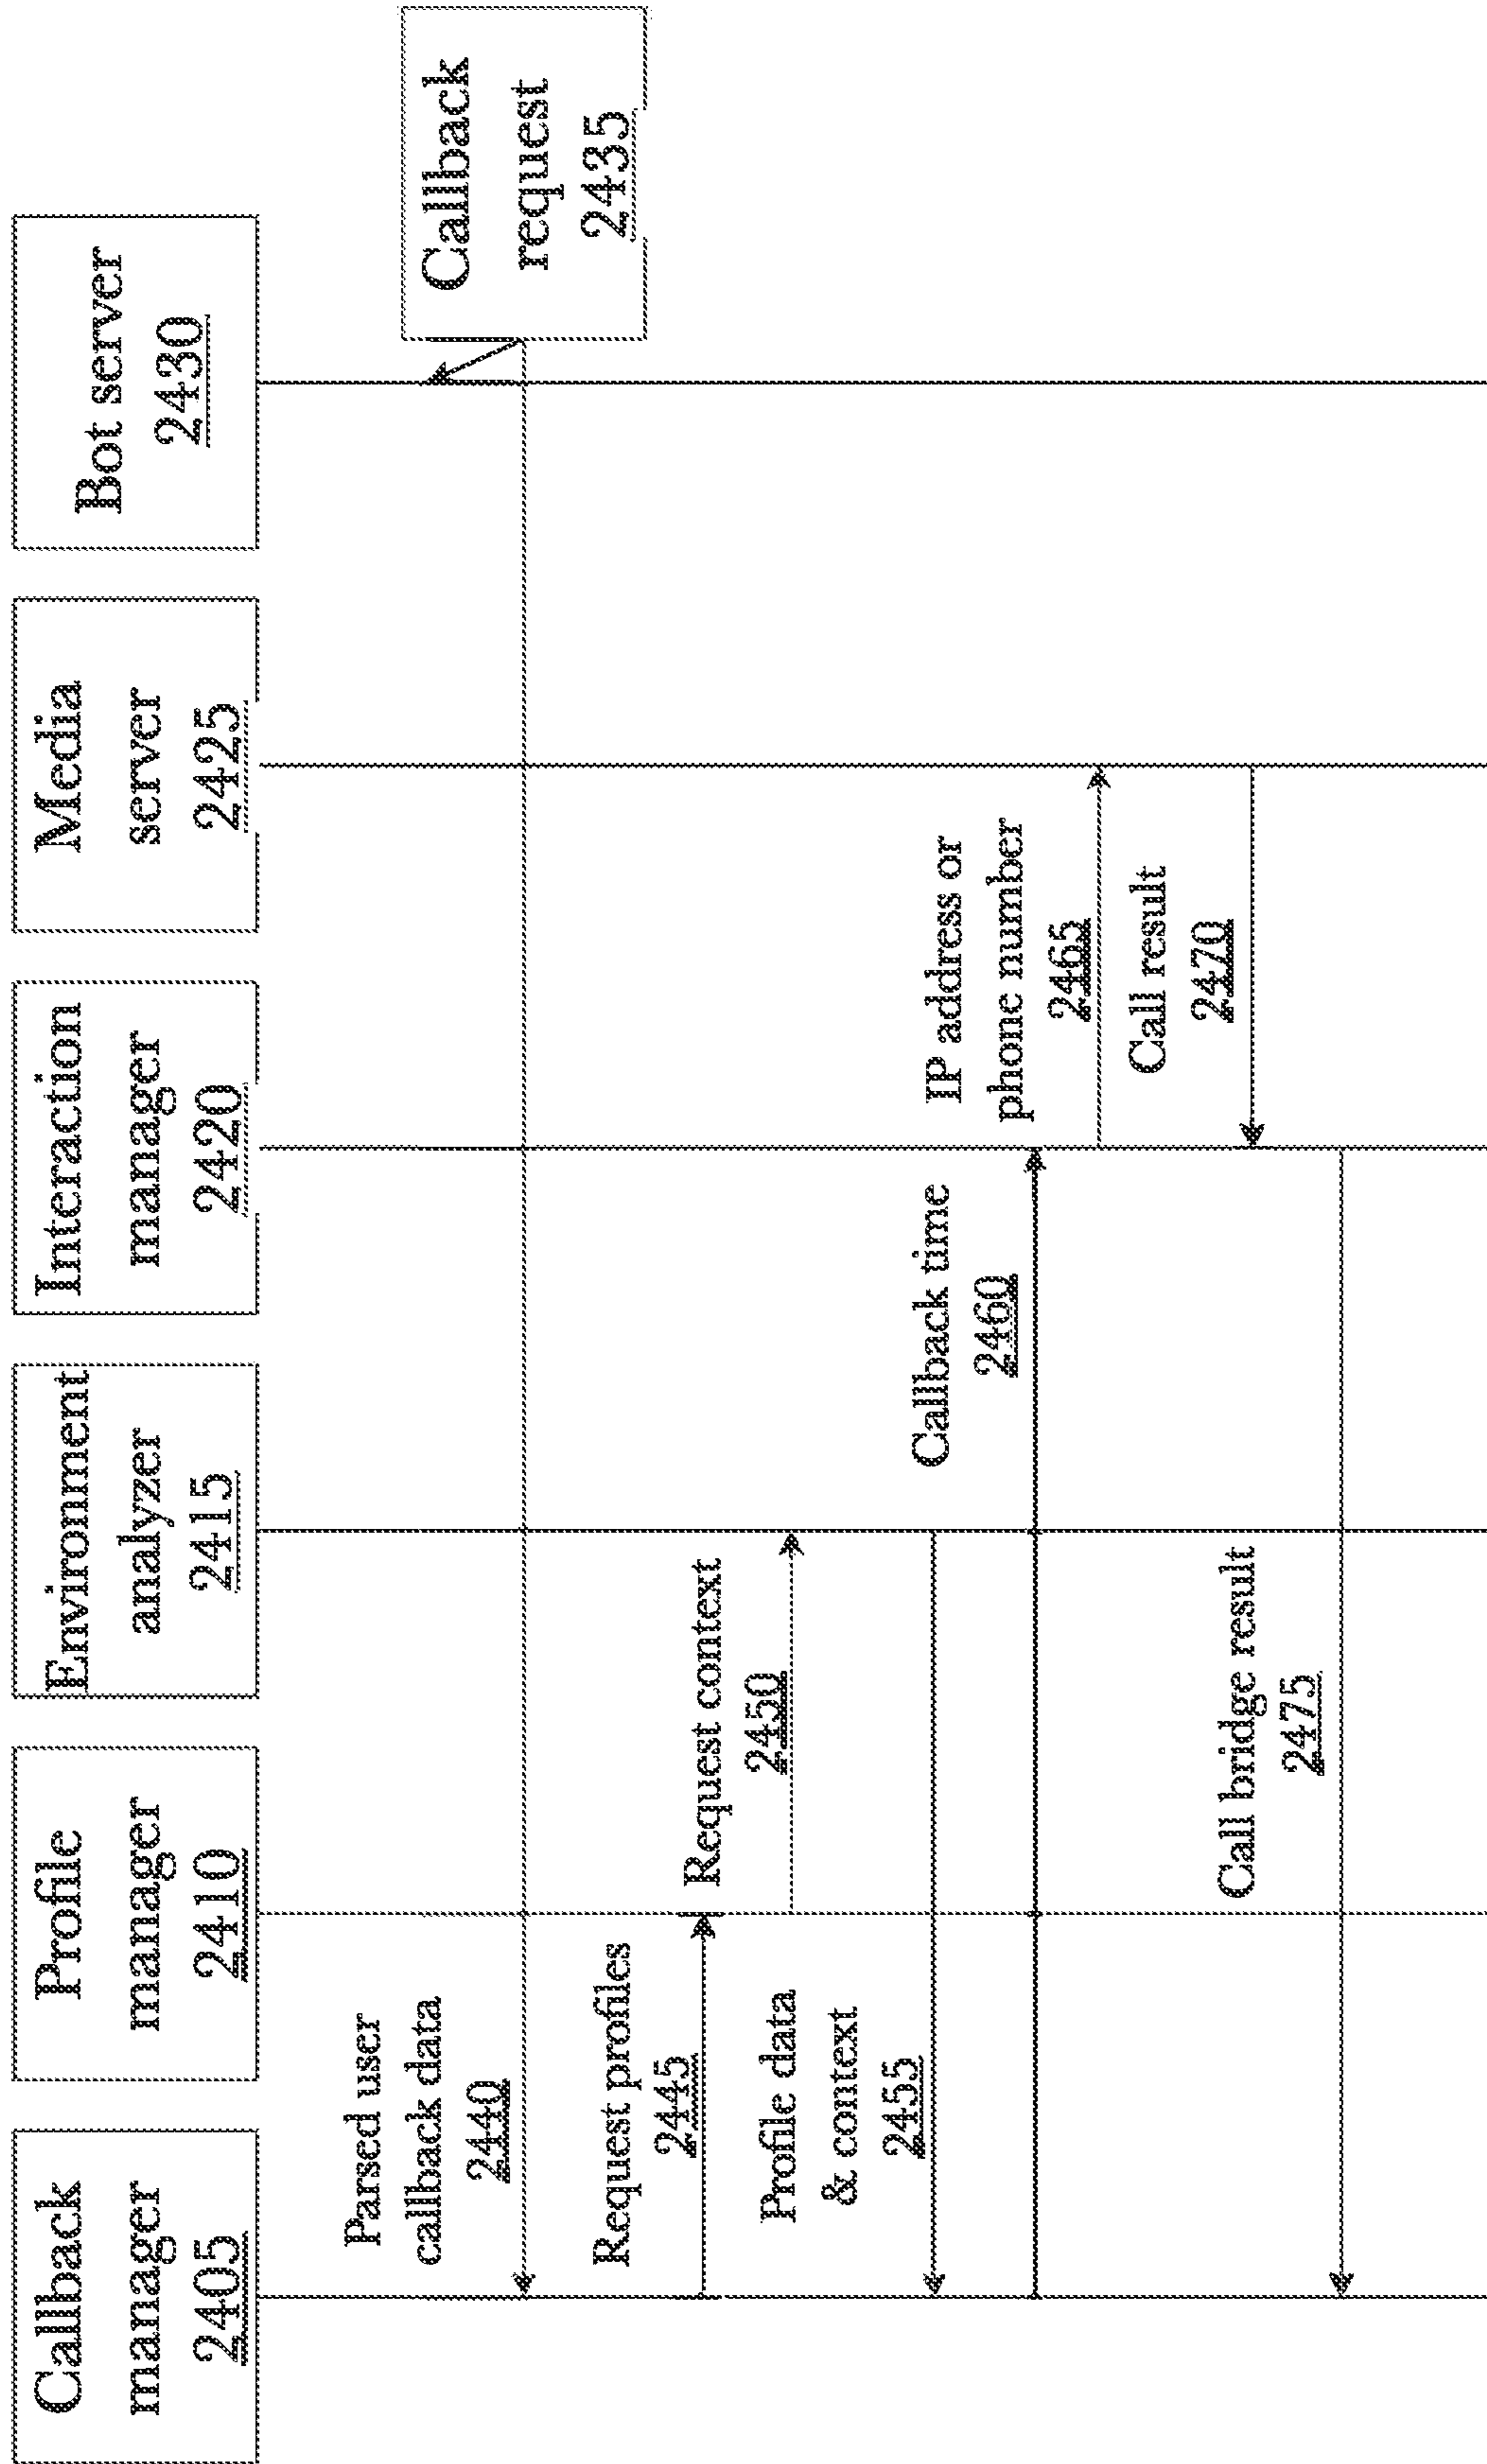 Callback
manager
2405
Profile
manager
2410
Environment
analyzer
2415
Interaction
manager
2420
Media
server
2425
Bot server
2430
Callback
request
2435
Parsed user
callback data
2440
Request profiles
2445
Request context
2450
Profile data
& context
2455
Callback time
2460
IP address or
phone number
2465
Call result
2470
Call bridge result
2475